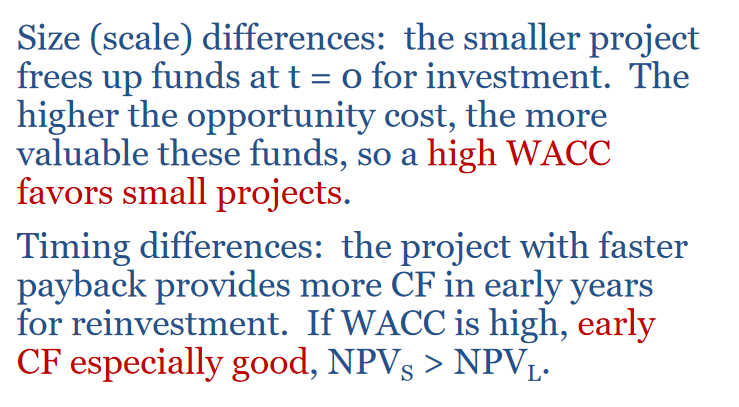 Size (scale) differences:  the smaller project
frees up funds at t = 0 for investment.  The
higher the opportunity cost, the more
valuable these funds, so a high WACC
favors small projects.
Timing differences:  the project with faster
payback provides more CF in early years
for reinvestment.  If WACC is high, early
CF especially good, NPVS > NPVL.